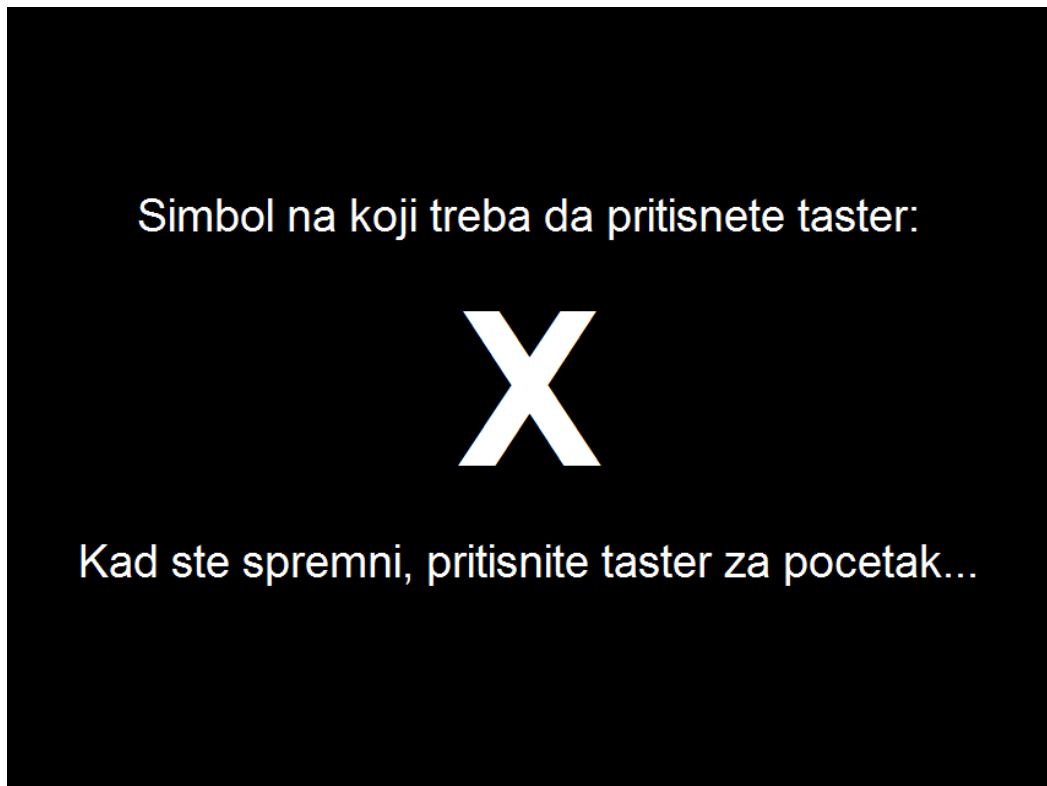 Simbol na koji treba da pritisnete taster:
X
Kad ste spremni, pritisnite taster za pocetak...